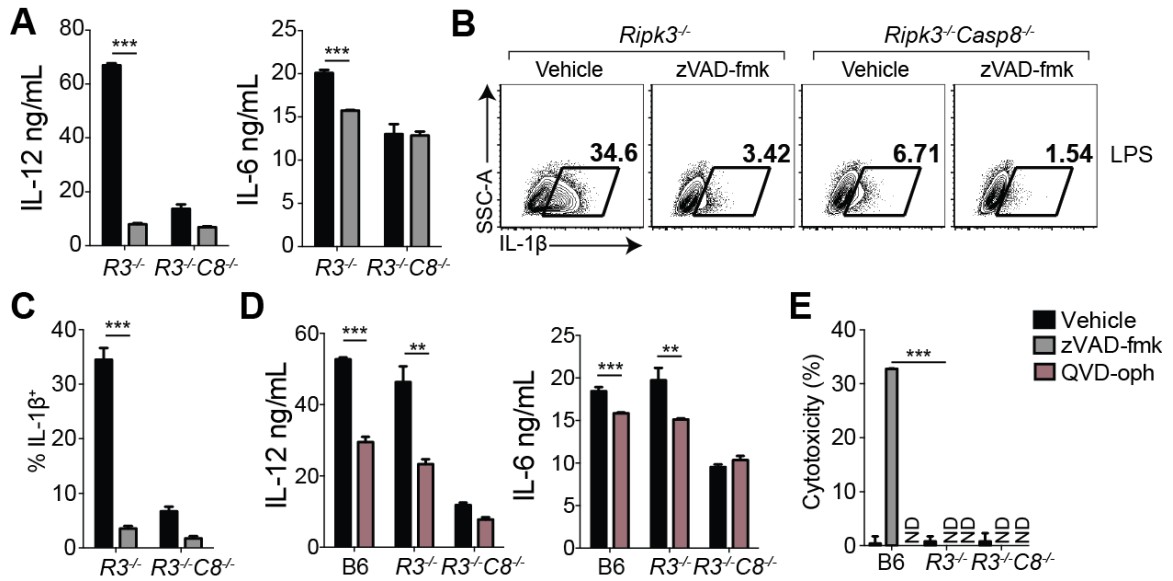 A
IL-12 ng/mL
80
60
40
20
0
***
R3-/- R3-/-C8-/-
IL-6 ng/mL
25
20
15
10
5
0
***
R3-/- R3-/-C8-/-
B
Ripk3-/-
Ripk3-/-Casp8-/-
Vehicle
zVAD-fmk
Vehicle
zVAD-fmk
34.6
3.42
6.71
1.54
LPS
SSC-A
IL-1β
C
% IL-1β+
40
30
20
10
0
***
R3-/- R3-/-C8-/-
D
IL-12 ng/mL
60
40
20
0
***
**
B6 R3-/- R3-/-C8-/-
IL-6 ng/mL
25
20
15
10
5
0
***
**
B6 R3-/- R3-/-C8-/-
E
Cytotoxicity (%)
40
30
20
10
0
***
ND
ND
ND
ND
ND
B6 R3-/- R3-/-C8-/-
Vehicle
zVAD-fmk
QVD-oph